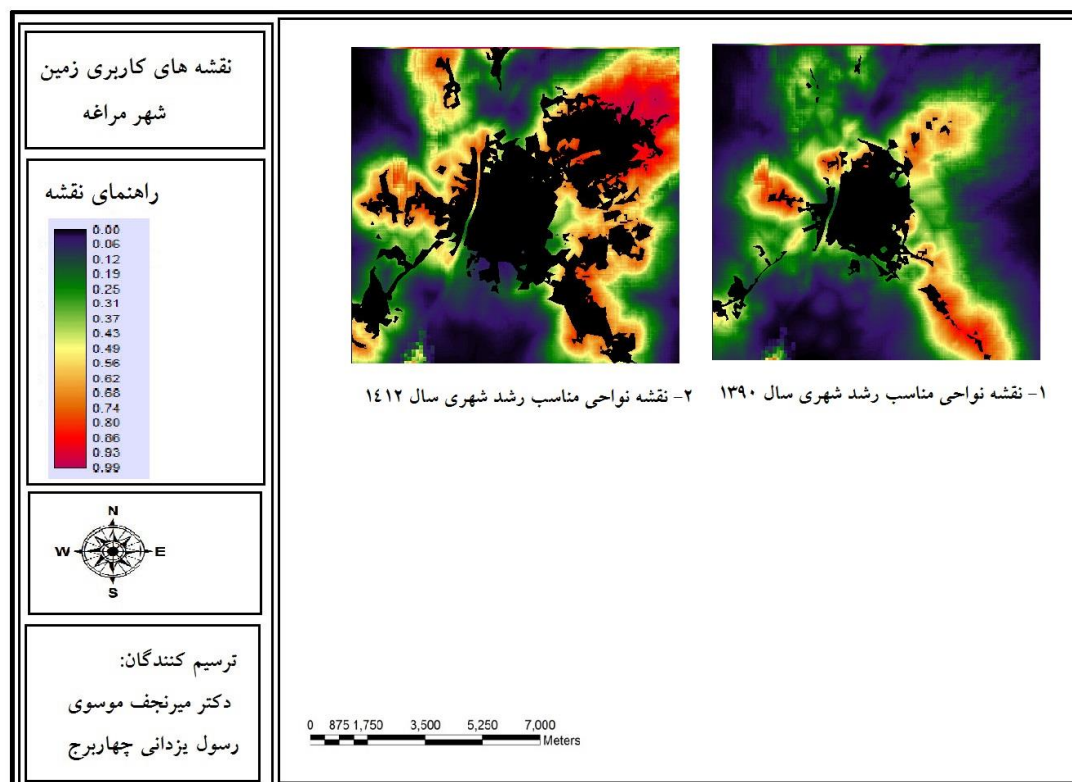 نقشه های کاربری زمین
شهر مراغه
راهنمای نقشه
0.00
0.06
0.12
0.19
0.25
0.31
0.37
0.43
0.49
0.56
0.62
0.68
0.74
0.80
0.86
0.93
0.99
N
W E
S
ترسیم کنندگان:
دکتر میرنجف موسوی
رسول یزدانی چهاربرج
۱- نقشه نواحی مناسب رشد شهری سال ۱۳۹۰
۲- نقشه نواحی مناسب رشد شهری سال ۱٤۱۲
0 875 1,750 3,500 5,250 7,000
Meters